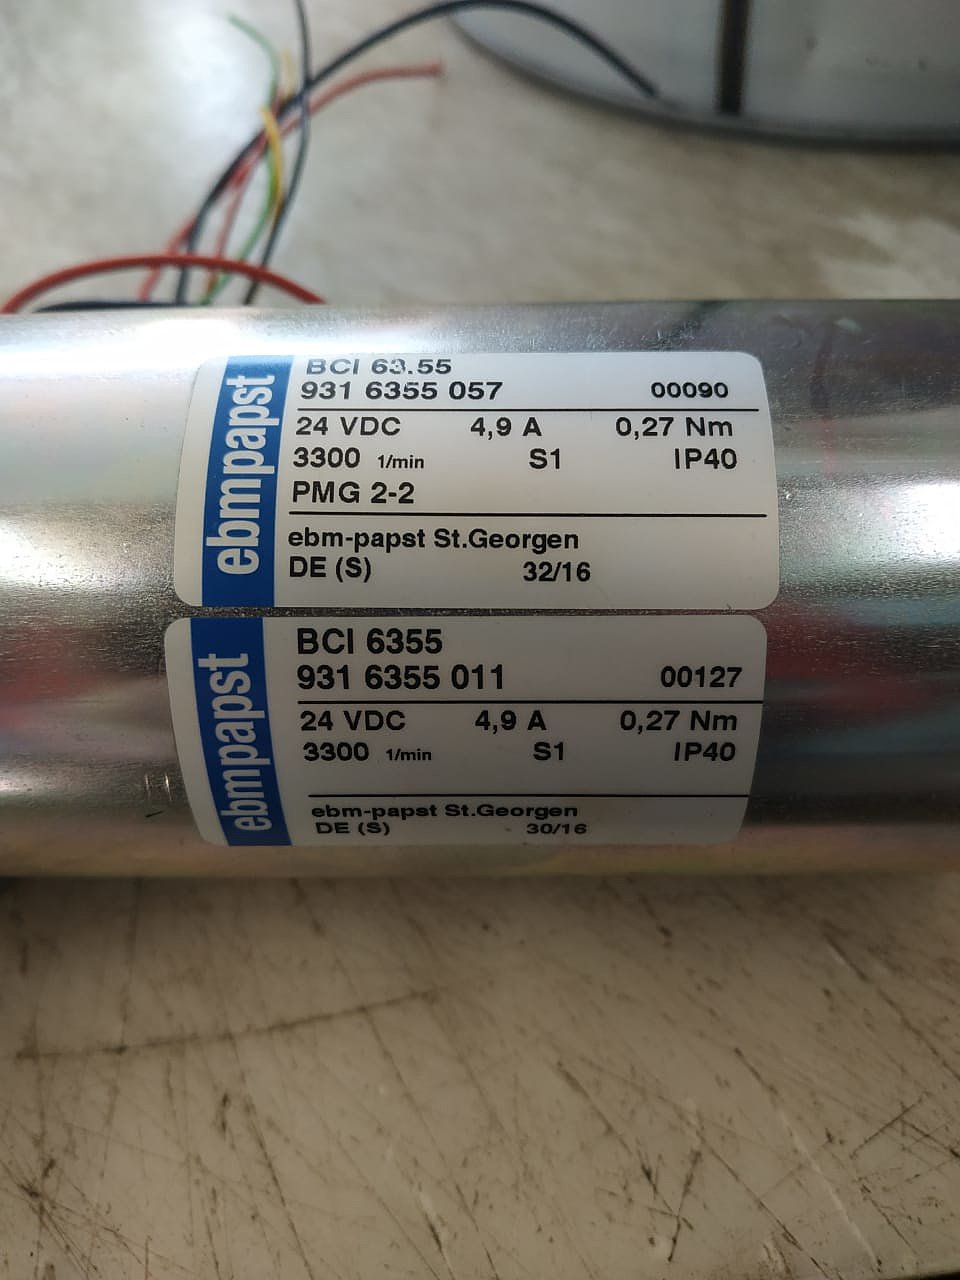 ebmpapst
BCI 63.55
931 6355 057 00090
24 VDC 4,9 A 0,27 Nm
3300 1/min S1 IP40
PMG 2-2
ebm-papst St.Georgen
DE (S) 32/16
ebmpapst
BCI 6355
931 6355 011 00127
24 VDC 4,9 A 0,27 Nm
3300 1/min S1 IP40
ebm-papst St.Georgen
DE (S) 30/16